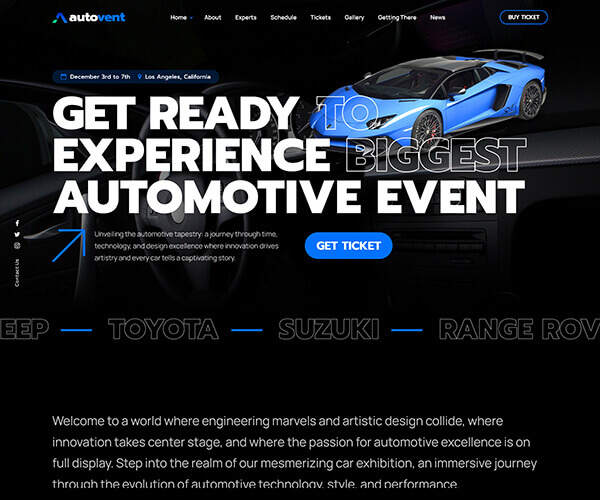 autovent
Home About Experts Schedule Tickets Gallery Getting There News
BUY TICKET
December 3rd to 7th Los Angeles, California
GET READY TO
EXPERIENCE BIGGEST
AUTOMOTIVE EVENT
Unveiling the automotive tapestry: a journey through time,
technology, and design excellence where innovation drives
artistry and every car tells a captivating story.
GET TICKET
Contact Us
EEP — TOYOTA — SUZUKI — RANGE ROV
Welcome to a world where engineering marvels and artistic design collide, where
innovation takes center stage, and where the passion for automotive excellence is on
full display. Step into the realm of our mesmerizing car exhibition, an immersive journey
through the evolution of automotive technology, style, and performance.